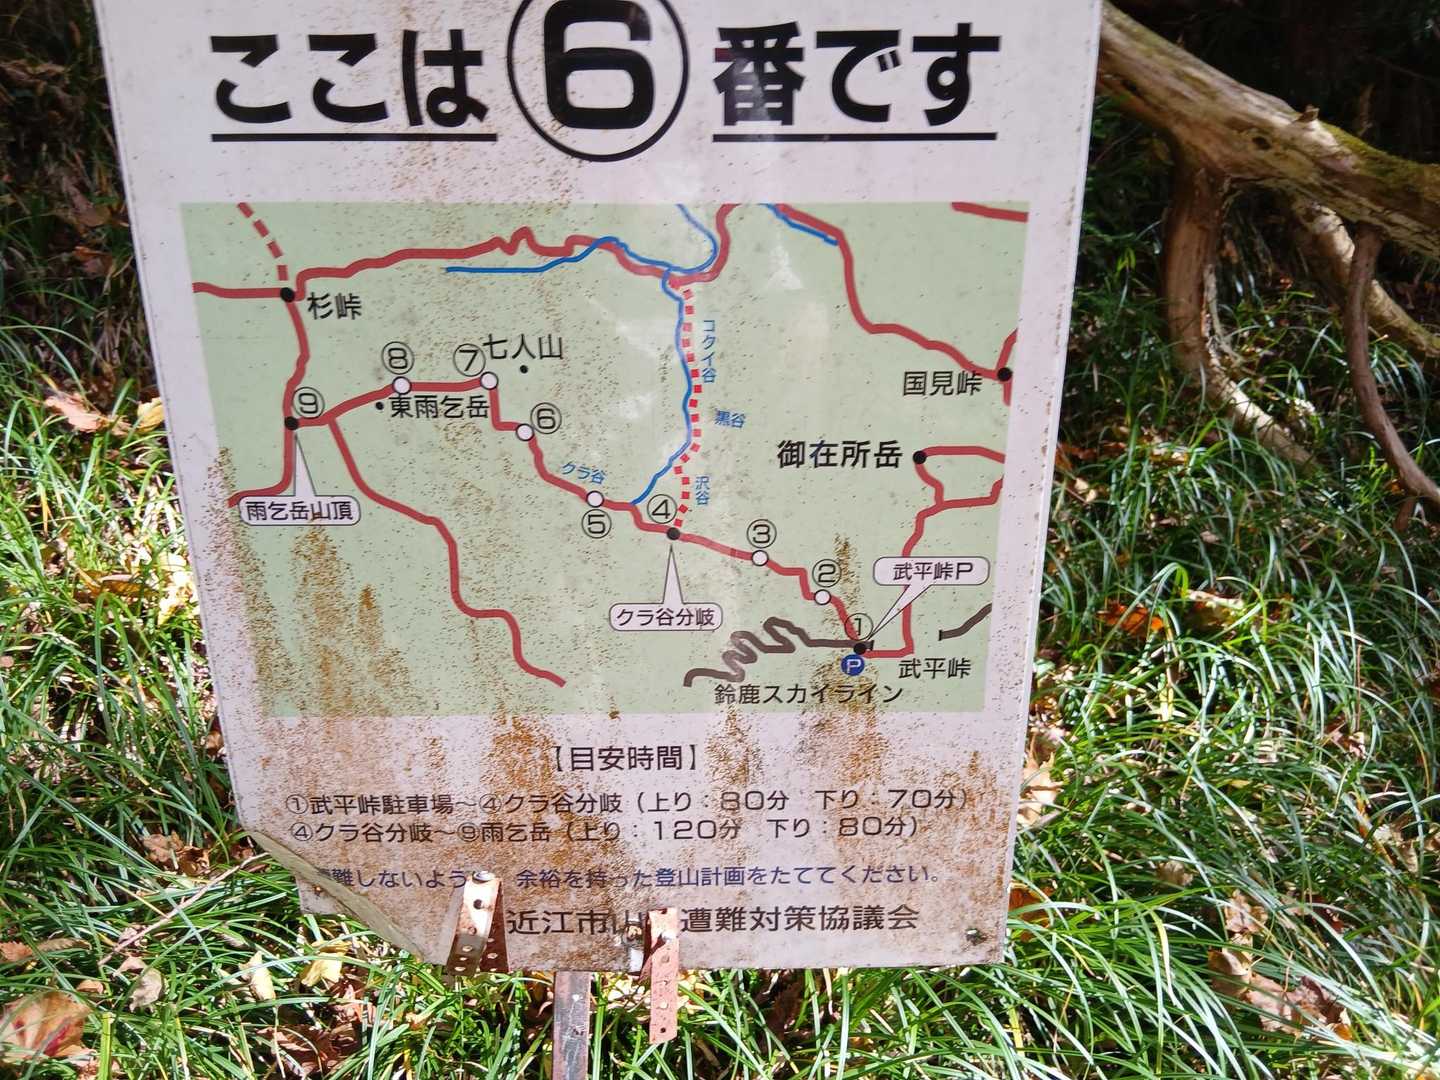 ここは⑥番です
杉峠
コクイ谷
七人山
⑧
⑦
国見峠
⑨
東雨乞岳
黒谷
⑥
御在所岳
クラ谷
沢谷
雨乞岳山頂
④
⑤
③
②
武平峠P
クラ谷分岐
①
P
武平峠
鈴鹿スカイライン
【目安時間】
①武平峠駐車場～④クラ谷分岐（上り：80分 下り：70分）
④クラ谷分岐～⑨雨乞岳（上り：120分 下り：80分）
難しないよう 余裕を持った登山計画をたててください。
近江市山 遭難対策協議会